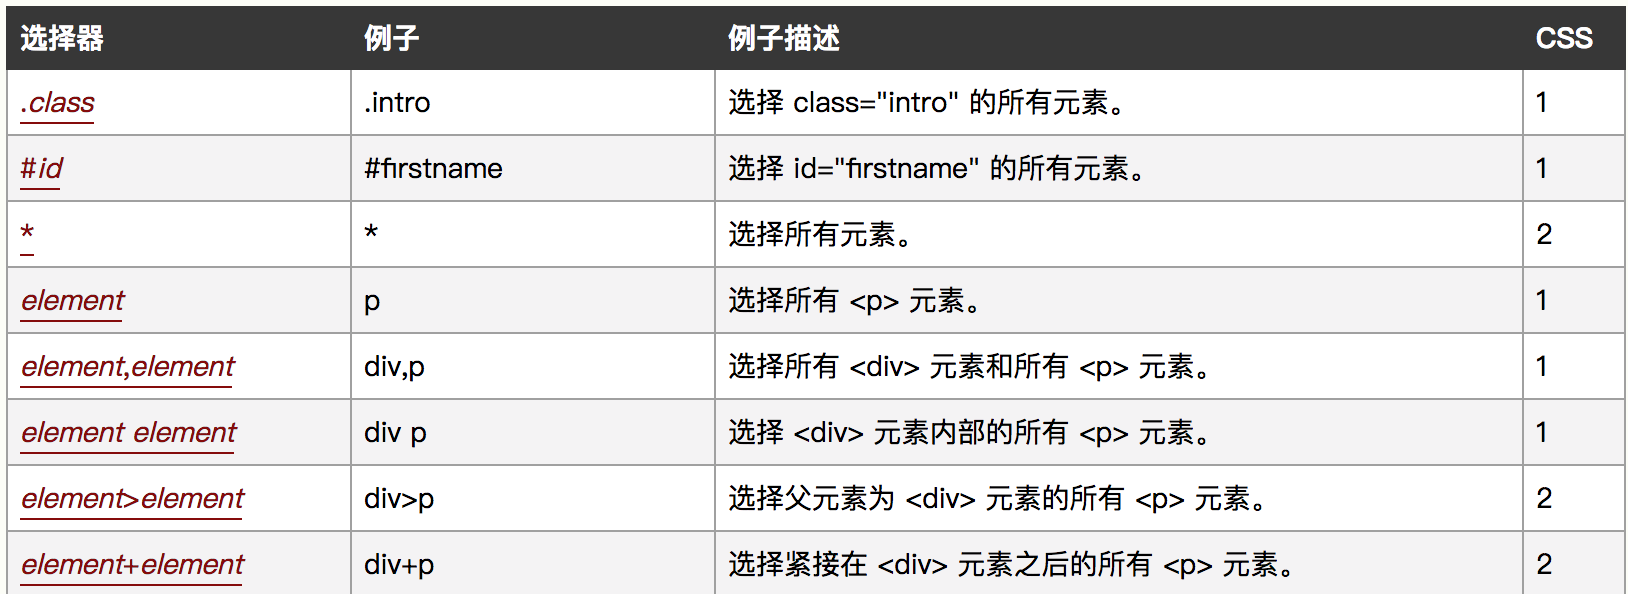 选择器 例子 例子描述 CSS
.class .intro 选择 class="intro" 的所有元素。 1
#id #firstname 选择 id="firstname" 的所有元素。 1
* * 选择所有元素。 2
element p 选择所有 <p> 元素。 1
element,element div,p 选择所有 <div> 元素和所有 <p> 元素。 1
element element div p 选择 <div> 元素内部的所有 <p> 元素。 1
element>element div>p 选择父元素为 <div> 元素的所有 <p> 元素。 2
element+element div+p 选择紧接在 <div> 元素之后的所有 <p> 元素。 2